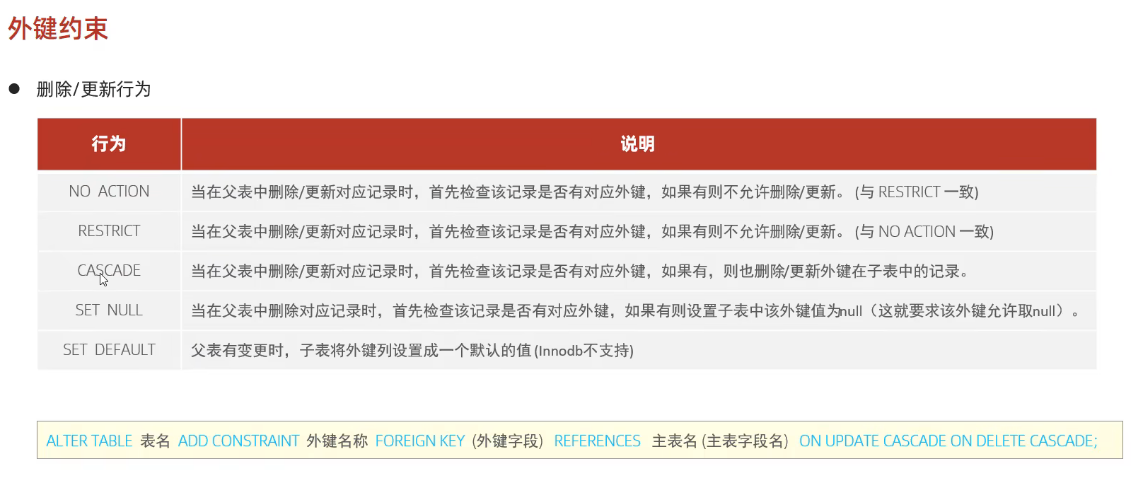 外键约束
● 删除/更新行为
行为 说明
NO ACTION 当在父表中删除/更新对应记录时，首先检查该记录是否有对应外键，如果有则不允许删除/更新。 (与 RESTRICT 一致)
RESTRICT 当在父表中删除/更新对应记录时，首先检查该记录是否有对应外键，如果有则不允许删除/更新。 (与 NO ACTION 一致)
CASCADE 当在父表中删除/更新对应记录时，首先检查该记录是否有对应外键，如果有，则也删除/更新外键在子表中的记录。
SET NULL 当在父表中删除对应记录时，首先检查该记录是否有对应外键，如果有则设置子表中该外键值为null（这就要求该外键允许取null）。
SET DEFAULT 父表有变更时，子表将外键列设置成一个默认的值 (Innodb不支持)
ALTER TABLE 表名 ADD CONSTRAINT 外键名称 FOREIGN KEY (外键字段) REFERENCES 主表名 (主表字段名) ON UPDATE CASCADE ON DELETE CASCADE;